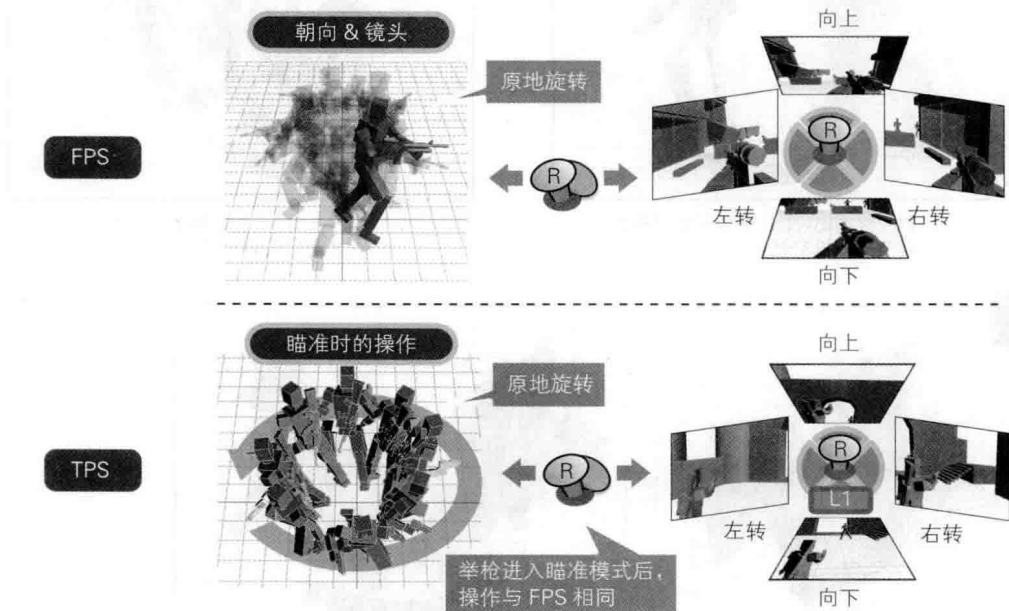 朝向 & 镜头
向上
原地旋转
FPS
R
R
左转
右转
向下
瞄准时的操作
向上
原地旋转
TPS
R
R
L1
左转
右转
举枪进入瞄准模式后，
操作与 FPS 相同
向下